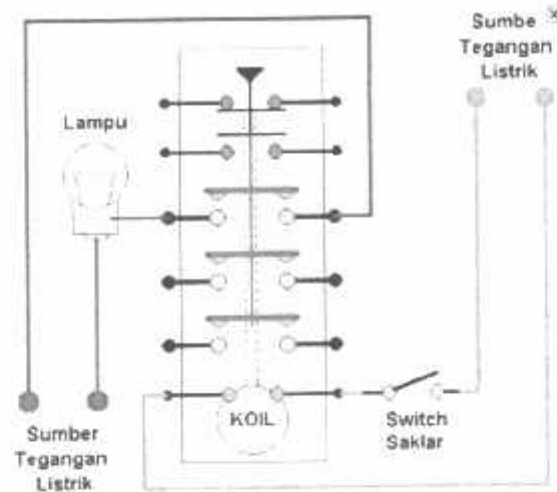 Sumbe
Tegangan
Listrik
Lampu
KOIL
Switch
Saklar
Sumber
Tegangan
Listrik